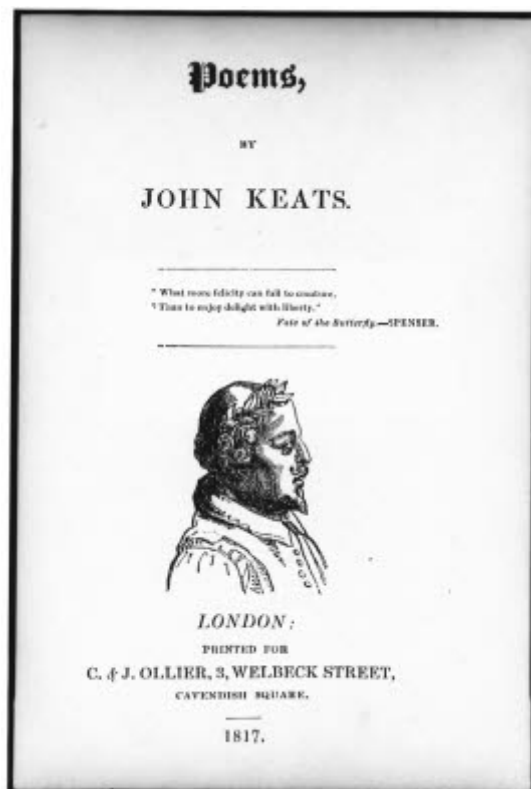 Poems,
BY
JOHN KEATS.
"What more felicity can fall to creature,
"Than to enjoy delight with liberty."
Fate of the Butterfly.—SPENSER.
LONDON:
PRINTED FOR
C. & J. OLLIER, 3, WELBECK STREET,
CAVENDISH SQUARE.
1817.